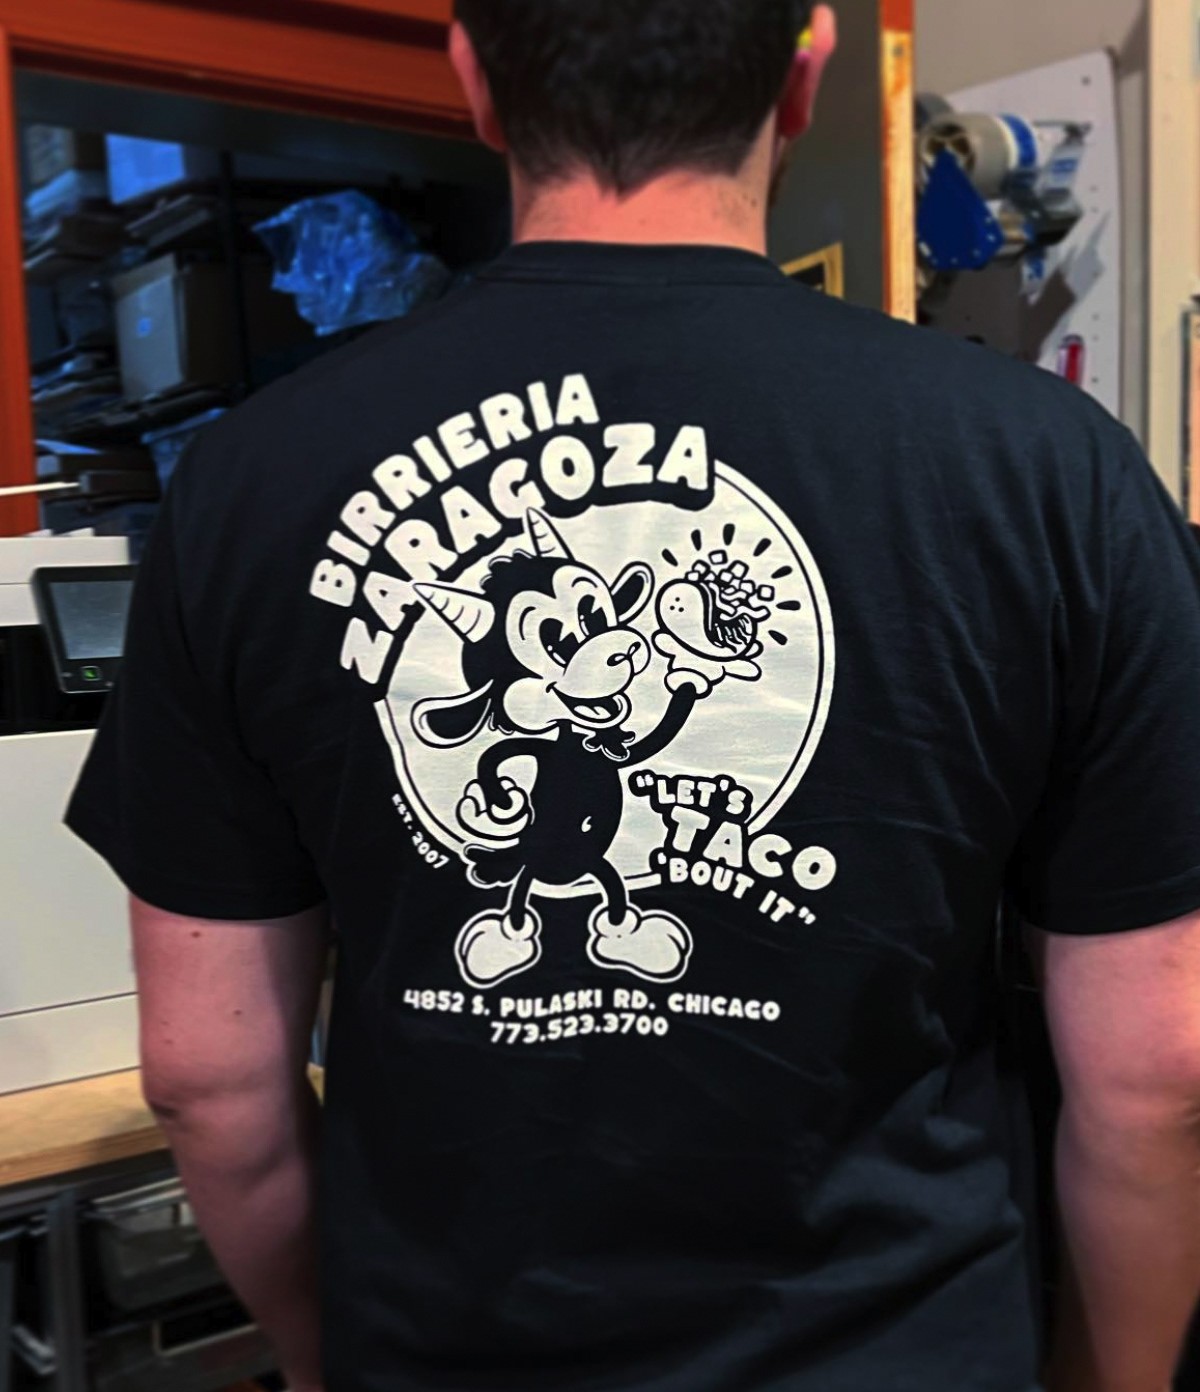 BIRRIERIA
ZARAGOZA
"LET'S
TACO
'BOUT IT"
EST. 2007
4852 S. PULASKI RD. CHICAGO
773.523.3700